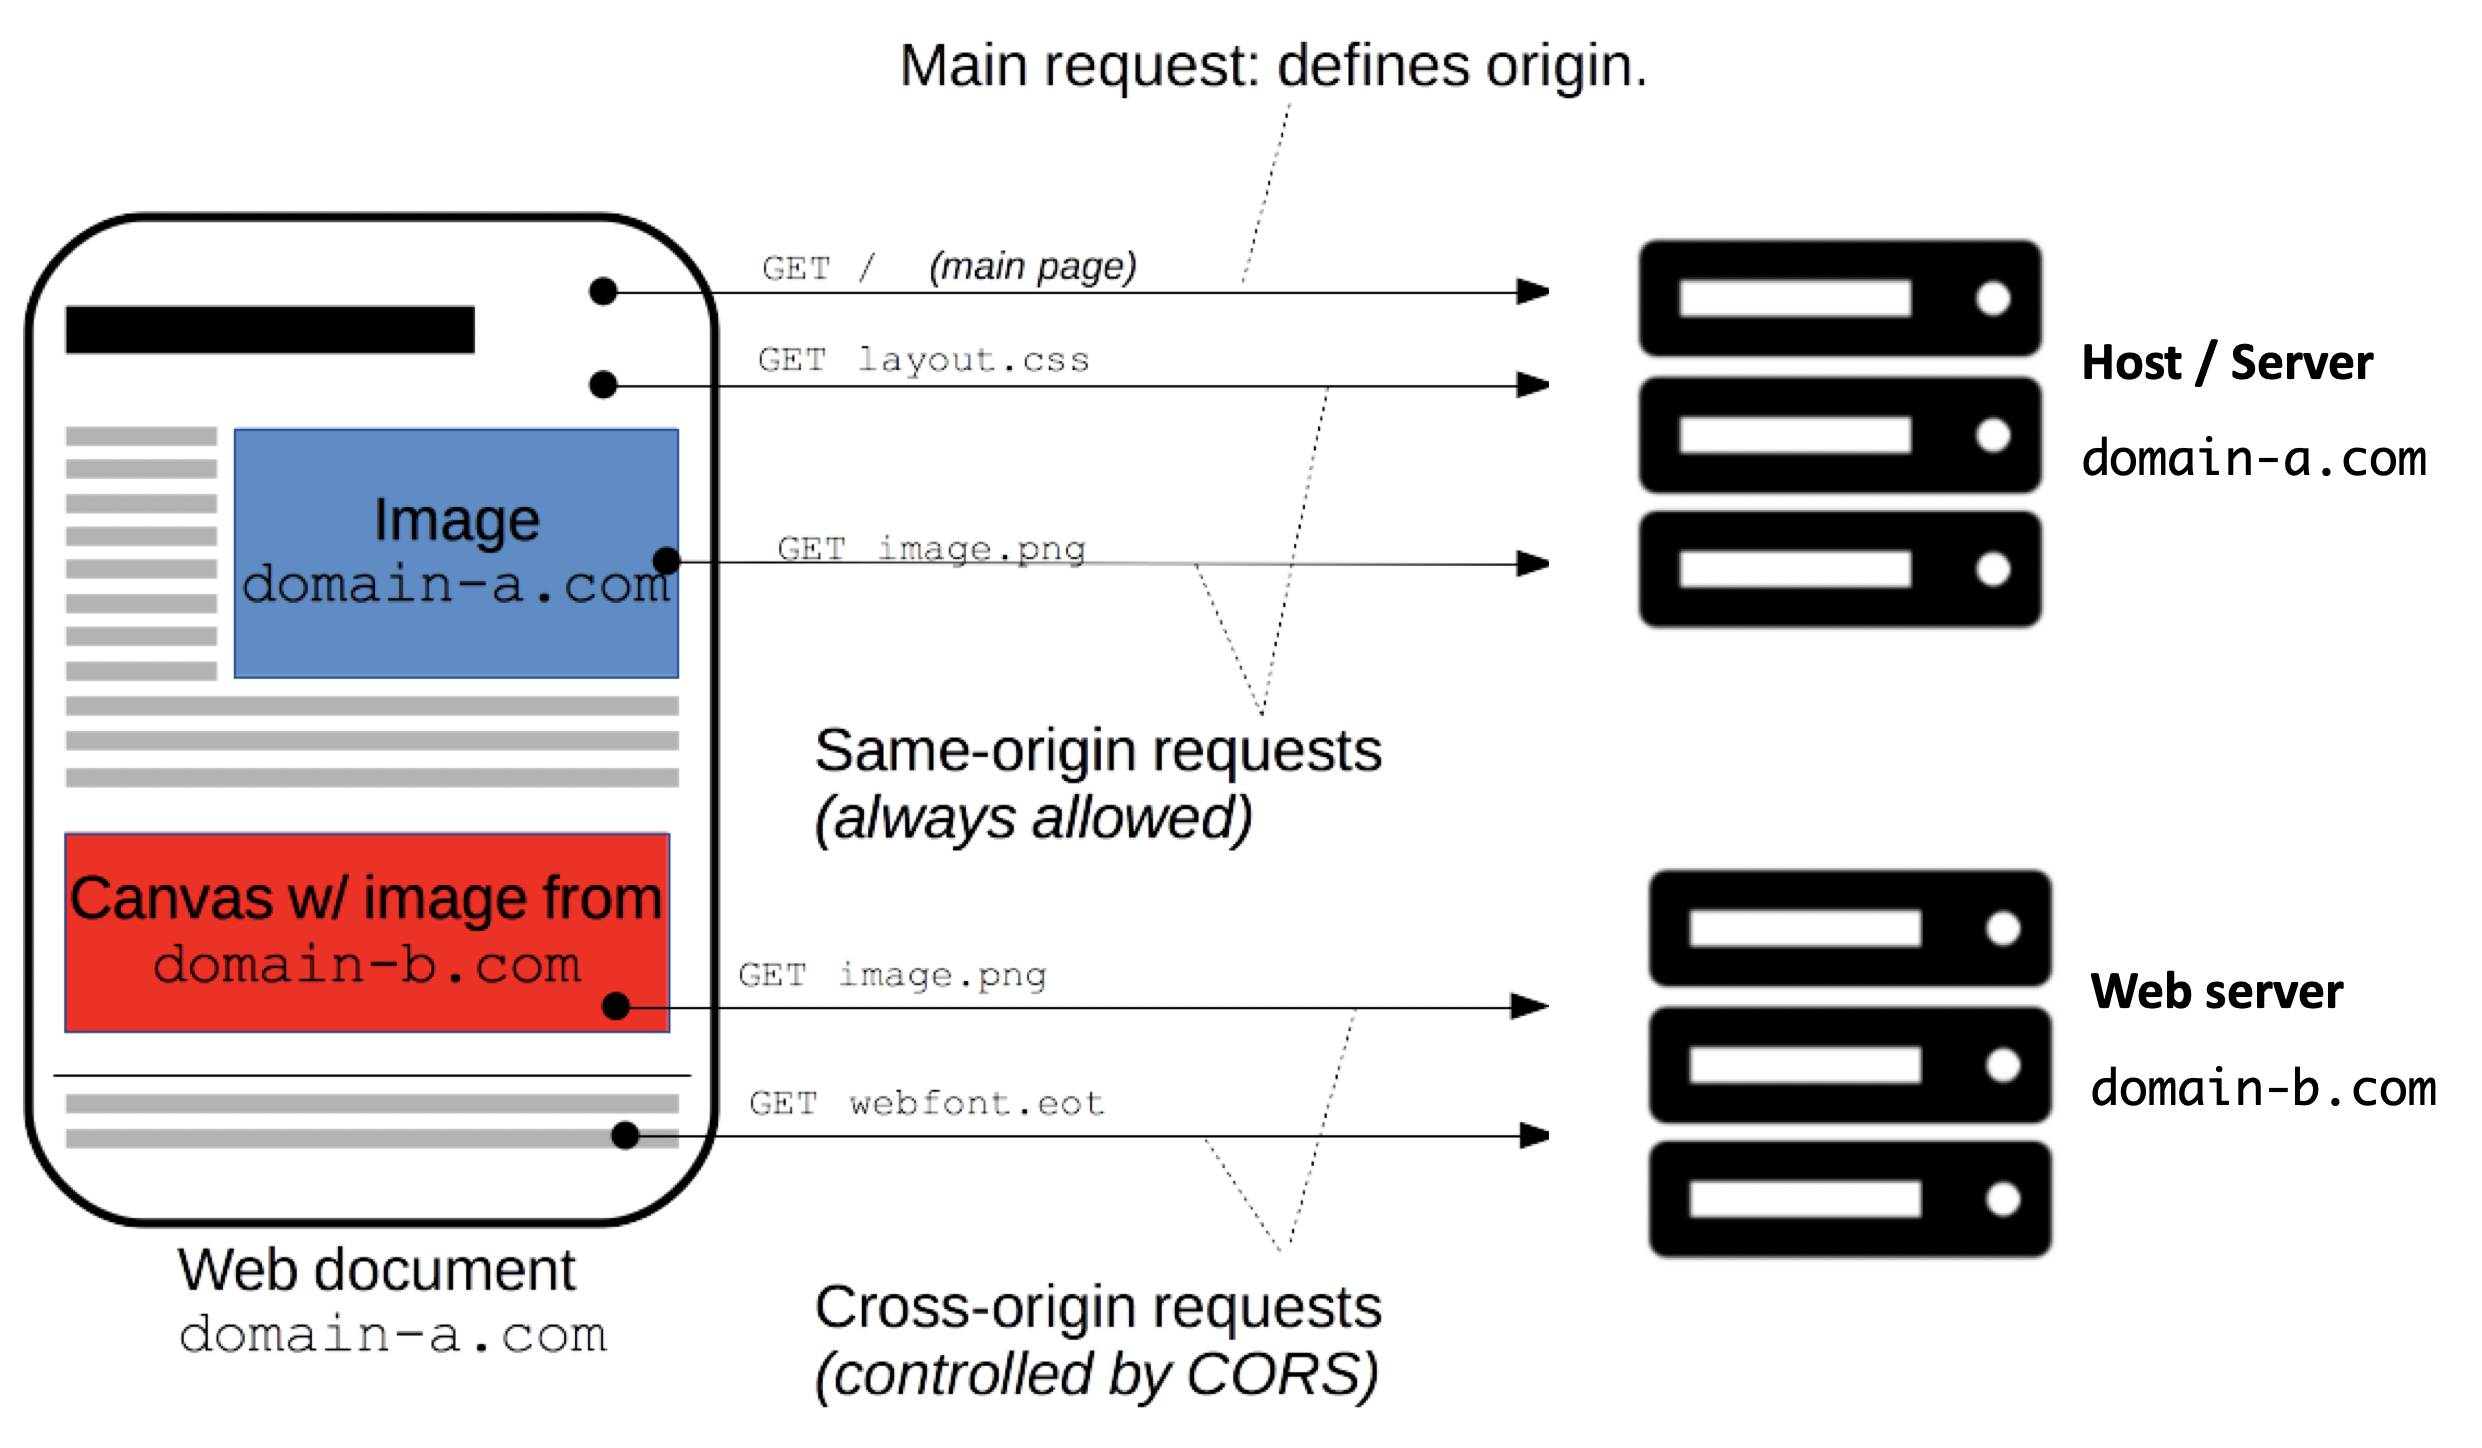 Main request: defines origin.
GET / (main page)
GET layout.css
Host / Server
domain-a.com
Image
domain-a.com
GET image.png
Same-origin requests
(always allowed)
Canvas w/ image from
domain-b.com
GET image.png
Web server
domain-b.com
GET webfont.eot
Web document
domain-a.com
Cross-origin requests
(controlled by CORS)